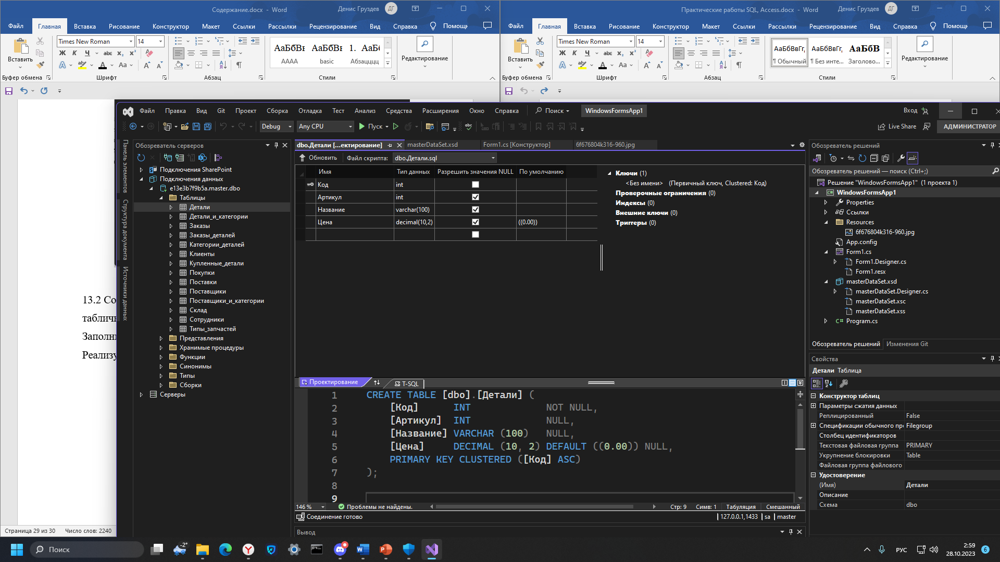 Содержание.docx - Word
Денис Груздев
ДГ
Файл
Главная
Вставка
Рисование
Конструктор
Макет
Ссылки
Рассылки
Рецензирование
Вид
Справка
Помощь
Вставить
Times New Roman
14
Ж К Ч abc x₂ x²
Aa
АаБбВı АаБбВı 1. АаБ
AAAA
basic
Абзацццц
Редактирование
Буфер обмена
Шрифт
Абзац
Стили
Практические работы SQL, Access.docx - Word
Денис Груздев
ДГ
Файл
Главная
Вставка
Рисование
Конструктор
Макет
Ссылки
Рассылки
Рецензирование
Вид
Справка
Помощь
Вставить
Times New Roman
14
Ж К Ч abc x₂ x²
Aa
АаБбВвГг, АаБбВвГг, АаБбВ
¶ Обычный
¶ Без инте...
Заголово...
Редактирование
Буфер обмена
Шрифт
Абзац
Стили
13.2 Со
табличн
Заполни
Реализу
Страница 29 из 30
Число слов: 2240
Файл
Правка
Вид
Git
Проект
Сборка
Отладка
Тест
Анализ
Средства
Расширения
Окно
Справка
Поиск
WindowsFormsApp1
Вход
Debug
Any CPU
Пуск
Live Share
АДМИНИСТРАТОР
Панель элементов
Структура документа
Источники данных
Обозреватель серверов
Подключения SharePoint
Подключения данных
e13e3b7f9b5a.master.dbo
Таблицы
Детали
Детали_и_категории
Заказы
Заказы_деталей
Категории_деталей
Клиенты
Купленные_детали
Покупки
Поставки
Поставщики
Поставщики_и_категории
Склад
Сотрудники
Типы_запчастей
Представления
Хранимые процедуры
Функции
Синонимы
Типы
Сборки
Серверы
dbo.Детали [...ектирование]
masterDataSet.xsd
Form1.cs [Конструктор]
6f676804k316-960.jpg
Обновить
Файл скрипта:
dbo.Детали.sql
Имя
Тип данных
Разрешить значения NULL
По умолчанию
Код
int
Артикул
int
Название
varchar(100)
Цена
decimal(10,2)
((0.00))
Ключи (1)
<Без имени> (Первичный ключ, Clustered: Код)
Проверочные ограничения (0)
Индексы (0)
Внешние ключи (0)
Триггеры (0)
Проектирование
T-SQL
1 CREATE TABLE [dbo].[Детали] (
2 [Код] INT NOT NULL,
3 [Артикул] INT NULL,
4 [Название] VARCHAR (100) NULL,
5 [Цена] DECIMAL (10, 2) DEFAULT ((0.00)) NULL,
6 PRIMARY KEY CLUSTERED ([Код] ASC)
7 );
8
9
146 %
Проблемы не найдены.
Стр: 9
Симв: 1
Табуляция
Смешанный
Соединение готово
127.0.0.1,1433
sa
master
Вывод
Обозреватель решений
Обозреватель решений — поиск (Ctrl+;)
Решение "WindowsFormsApp1" (1 проекта 1)
WindowsFormsApp1
Properties
Ссылки
Resources
6f676804k316-960.jpg
App.config
Form1.cs
Form1.Designer.cs
Form1.resx
masterDataSet.xsd
masterDataSet.Designer.cs
masterDataSet.xsc
masterDataSet.xss
Program.cs
Обозреватель решений
Изменения Git
Свойства
Детали Таблица
Конструктор таблиц
Параметры сжатия данных
Реплицированный
False
Спецификации обычного про
Filegroup
Столбец идентификаторов
Текстовая файловая группа
PRIMARY
Укрупнение блокировки
Table
Файловая группа файлового
Удостоверение
(Имя)
Детали
Описание
Схема
dbo
Поиск
-2°
РУС
2:59
28.10.2023
6